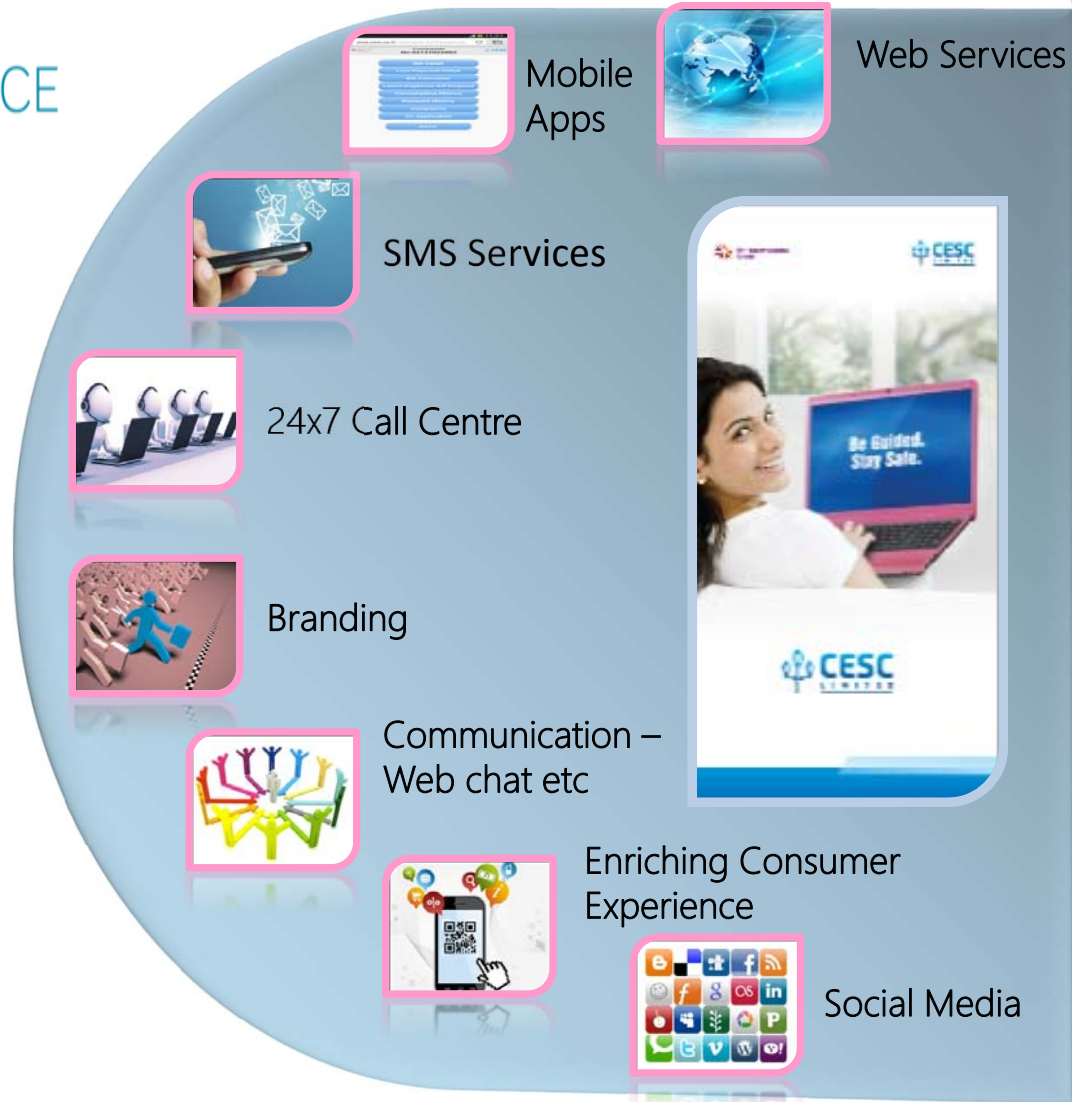 CE
Mobile
Apps
Web Services
SMS Services
24x7 Call Centre
Branding
Communication –
Web chat etc
Enriching Consumer
Experience
Social Media
CESC
LIMITED
Be Guided.
Stay Safe.
CESC
LIMITED